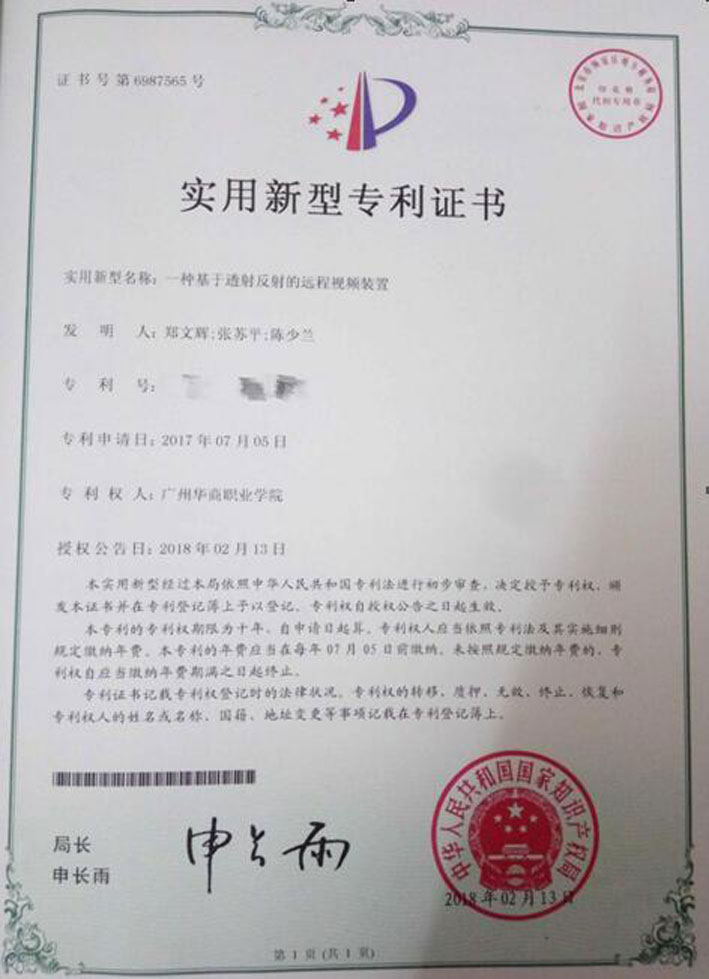 证书号第6987565号
实用新型专利证书
实用新型名称：一种基于透射反射的远程视频装置
发明人：郑文辉;张苏平;陈少兰
专利号：
专利申请日：2017年07月05日
专利权人：广州华商职业学院
授权公告日：2018年02月13日
本实用新型经过本局依照中华人民共和国专利法进行初步审查，决定授予专利权，颁
发本证书并在专利登记簿上予以登记。专利权自授权公告之日起生效。
本专利的专利权期限为十年，自申请日起算。专利权人应当依照专利法及其实施细则
规定缴纳年费。本专利的年费应当在每年07月05日前缴纳。未按照规定缴纳年费的，专
利权自应当缴纳年费期满之日起终止。
专利证书记载专利权登记时的法律状况。专利权的转移、质押、无效、终止、恢复和
专利权人的姓名或名称、国籍、地址变更等事项记载在专利登记簿上。
中华人民共和国国家知识产权局
局长
申长雨
申长雨
2018年02月13日
第1页(共1页)